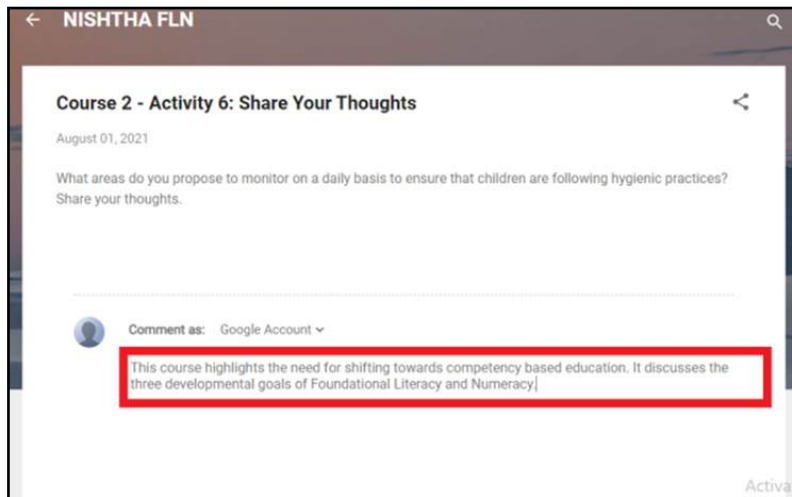 NISHTHA FLN
Course 2 - Activity 6: Share Your Thoughts
August 01, 2021
What areas do you propose to monitor on a daily basis to ensure that children are following hygienic practices?
Share your thoughts.
Comment as: Google Account
This course highlights the need for shifting towards competency based education. It discusses the
three developmental goals of Foundational Literacy and Numeracy.
Activa